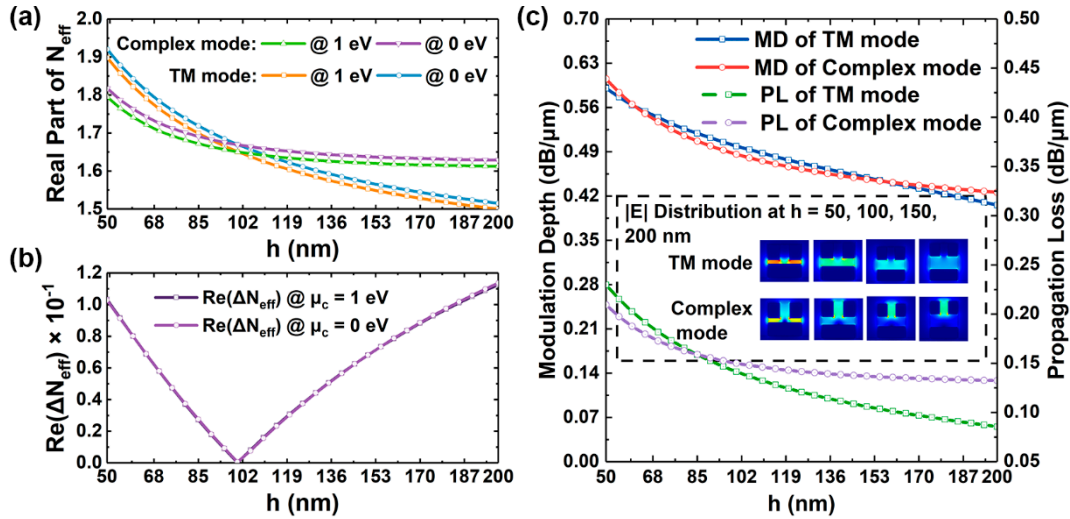 (a)
Real Part of N_eff
2.0
1.9
1.8
1.7
1.6
1.5
Complex mode: @ 1 eV @ 0 eV
TM mode: @ 1 eV @ 0 eV
50 68 85 102 119 136 153 170 187 200
h (nm)
(b)
Re(ΔN_eff) × 10⁻¹
1.2
1.0
0.8
0.6
0.4
0.2
0.0
Re(ΔN_eff) @ μ_c = 1 eV
Re(ΔN_eff) @ μ_c = 0 eV
50 68 85 102 119 136 153 170 187 200
h (nm)
(c)
Modulation Depth (dB/μm)
0.70
0.63
0.56
0.49
0.42
0.35
0.28
0.21
0.14
0.07
0.00
MD of TM mode
MD of Complex mode
PL of TM mode
PL of Complex mode
|E| Distribution at h = 50, 100, 150,
200 nm
TM mode
Complex
mode
0.50
0.45
0.40
0.35
0.30
0.25
0.20
0.15
0.10
0.05
Propagation Loss (dB/μm)
50 68 85 102 119 136 153 170 187 200
h (nm)